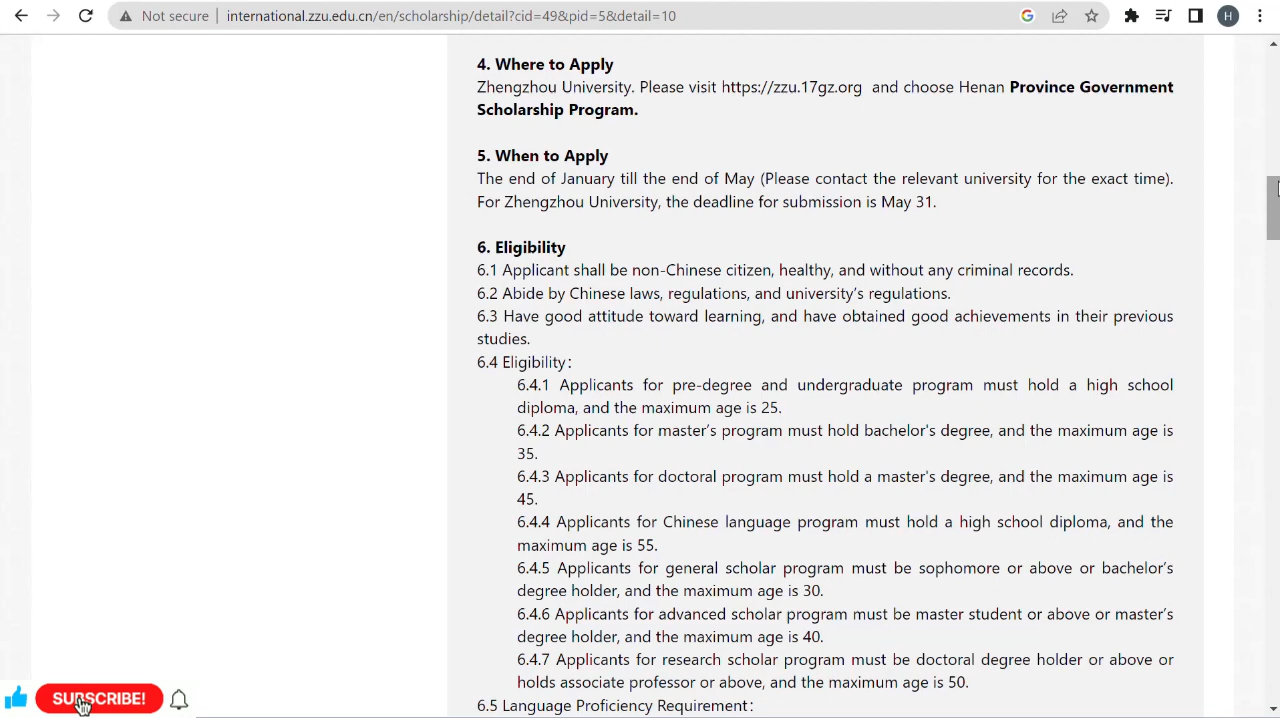 Not secure
international.zzu.edu.cn/en/scholarship/detail?cid=49&pid=5&detail=10
H
4. Where to Apply
Zhengzhou University. Please visit https://zzu.17gz.org and choose Henan Province Government
Scholarship Program.
5. When to Apply
The end of January till the end of May (Please contact the relevant university for the exact time).
For Zhengzhou University, the deadline for submission is May 31.
6. Eligibility
6.1 Applicant shall be non-Chinese citizen, healthy, and without any criminal records.
6.2 Abide by Chinese laws, regulations, and university's regulations.
6.3 Have good attitude toward learning, and have obtained good achievements in their previous
studies.
6.4 Eligibility:
6.4.1 Applicants for pre-degree and undergraduate program must hold a high school
diploma, and the maximum age is 25.
6.4.2 Applicants for master's program must hold bachelor's degree, and the maximum age is
35.
6.4.3 Applicants for doctoral program must hold a master's degree, and the maximum age is
45.
6.4.4 Applicants for Chinese language program must hold a high school diploma, and the
maximum age is 55.
6.4.5 Applicants for general scholar program must be sophomore or above or bachelor's
degree holder, and the maximum age is 30.
6.4.6 Applicants for advanced scholar program must be master student or above or master's
degree holder, and the maximum age is 40.
6.4.7 Applicants for research scholar program must be doctoral degree holder or above or
holds associate professor or above, and the maximum age is 50.
6.5 Language Proficiency Requirement:
SUBSCRIBE!